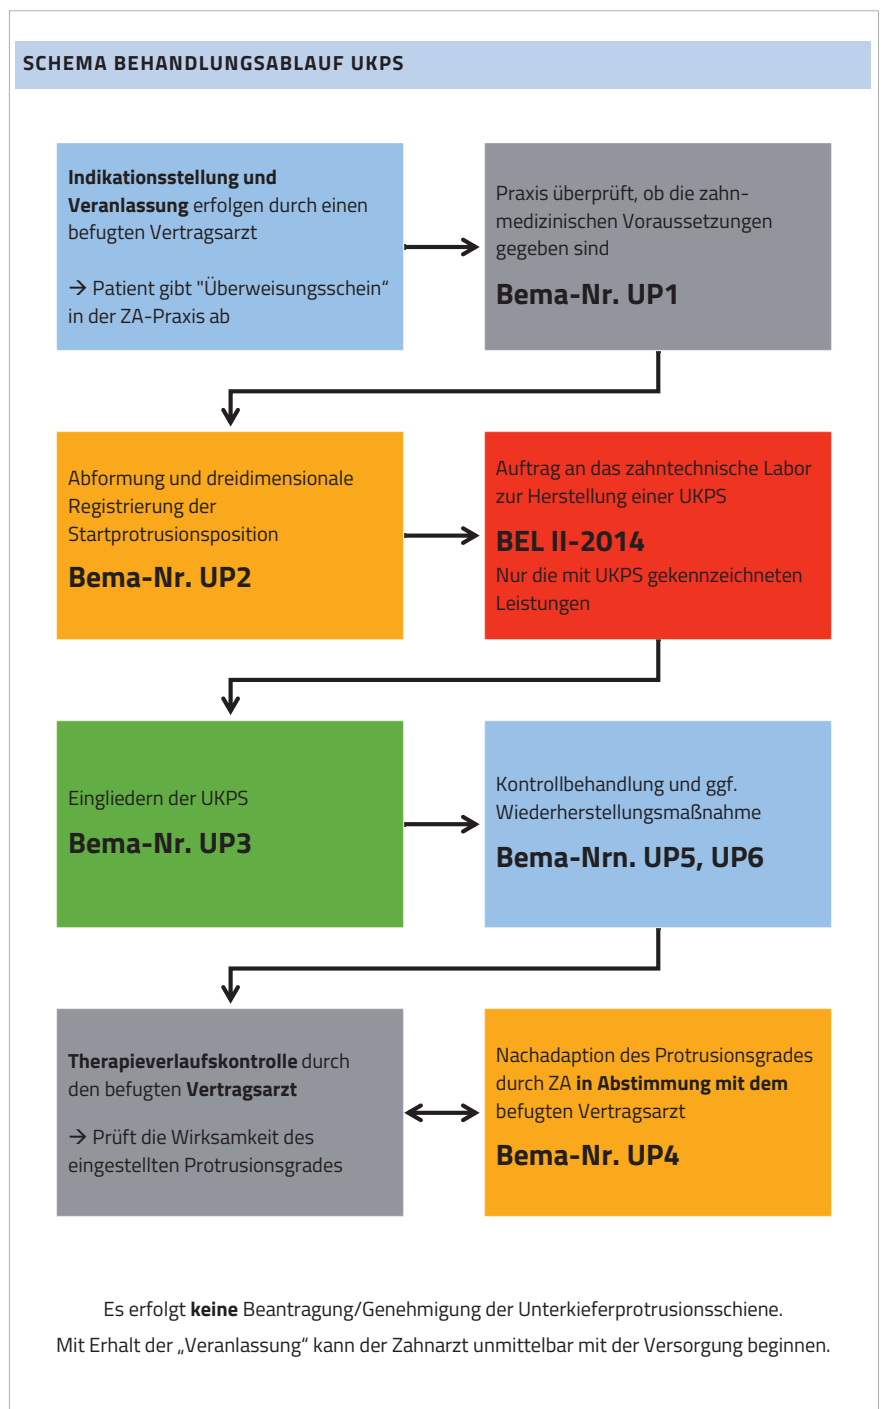 SCHEMA BEHANDLUNGSABLAUF UKPS
Indikationsstellung und
Veranlassung erfolgen durch einen
befugten Vertragsarzt
→ Patient gibt "Überweisungsschein“
in der ZA-Praxis ab
Praxis überprüft, ob die zahn-
medizinischen Voraussetzungen
gegeben sind
Bema-Nr. UP1
Abformung und dreidimensionale
Registrierung der
Startprotrusionsposition
Bema-Nr. UP2
Auftrag an das zahntechnische Labor
zur Herstellung einer UKPS
BEL II-2014
Nur die mit UKPS gekennzeichneten
Leistungen
Eingliedern der UKPS
Bema-Nr. UP3
Kontrollbehandlung und ggf.
Wiederherstellungsmaßnahme
Bema-Nrn. UP5, UP6
Therapieverlaufskontrolle durch
den befugten Vertragsarzt
→ Prüft die Wirksamkeit des
eingestellten Protrusionsgrades
Nachadaption des Protrusionsgrades
durch ZA in Abstimmung mit dem
befugten Vertragsarzt
Bema-Nr. UP4
Es erfolgt keine Beantragung/Genehmigung der Unterkieferprotrusionsschiene.
Mit Erhalt der „Veranlassung“ kann der Zahnarzt unmittelbar mit der Versorgung beginnen.